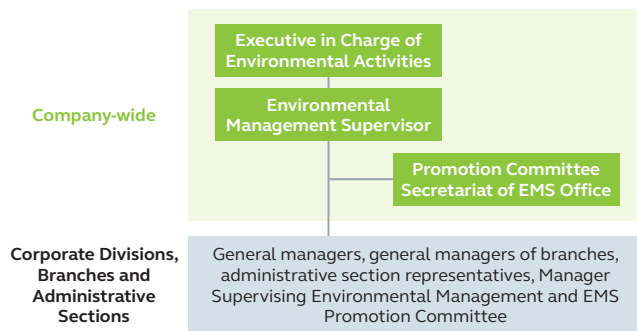 Executive in Charge of
Environmental Activities
Company-wide
Environmental
Management Supervisor
Promotion Committee
Secretariat of EMS Office
Corporate Divisions,
Branches and
Administrative
Sections
General managers, general managers of branches,
administrative section representatives, Manager
Supervising Environmental Management and EMS
Promotion Committee